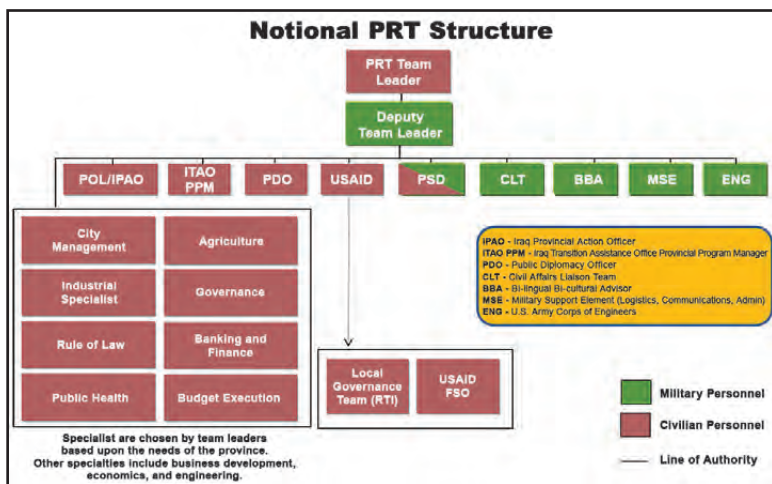 Notional PRT Structure
PRT Team
Leader
Deputy
Team Leader
POL/IPAO
ITAO
PPM
PDO
USAID
PSD
CLT
BBA
MSE
ENG
City
Management
Agriculture
Industrial
Specialist
Governance
Rule of Law
Banking and
Finance
Public Health
Budget Execution
Specialist are chosen by team leaders
based upon the needs of the province.
Other specialties include business development,
economics, and engineering.
Local
Governance
Team (RTI)
USAID
FSO
IPAO - Iraq Provincial Action Officer
ITAO PPM - Iraq Transition Assistance Office Provincial Program Manager
PDO - Public Diplomacy Officer
CLT - Civil Affairs Liaison Team
BBA - Bi-lingual Bi-cultural Advisor
MSE - Military Support Element (Logistics, Communications, Admin)
ENG - U.S. Army Corps of Engineers
Military Personnel
Civilian Personnel
Line of Authority